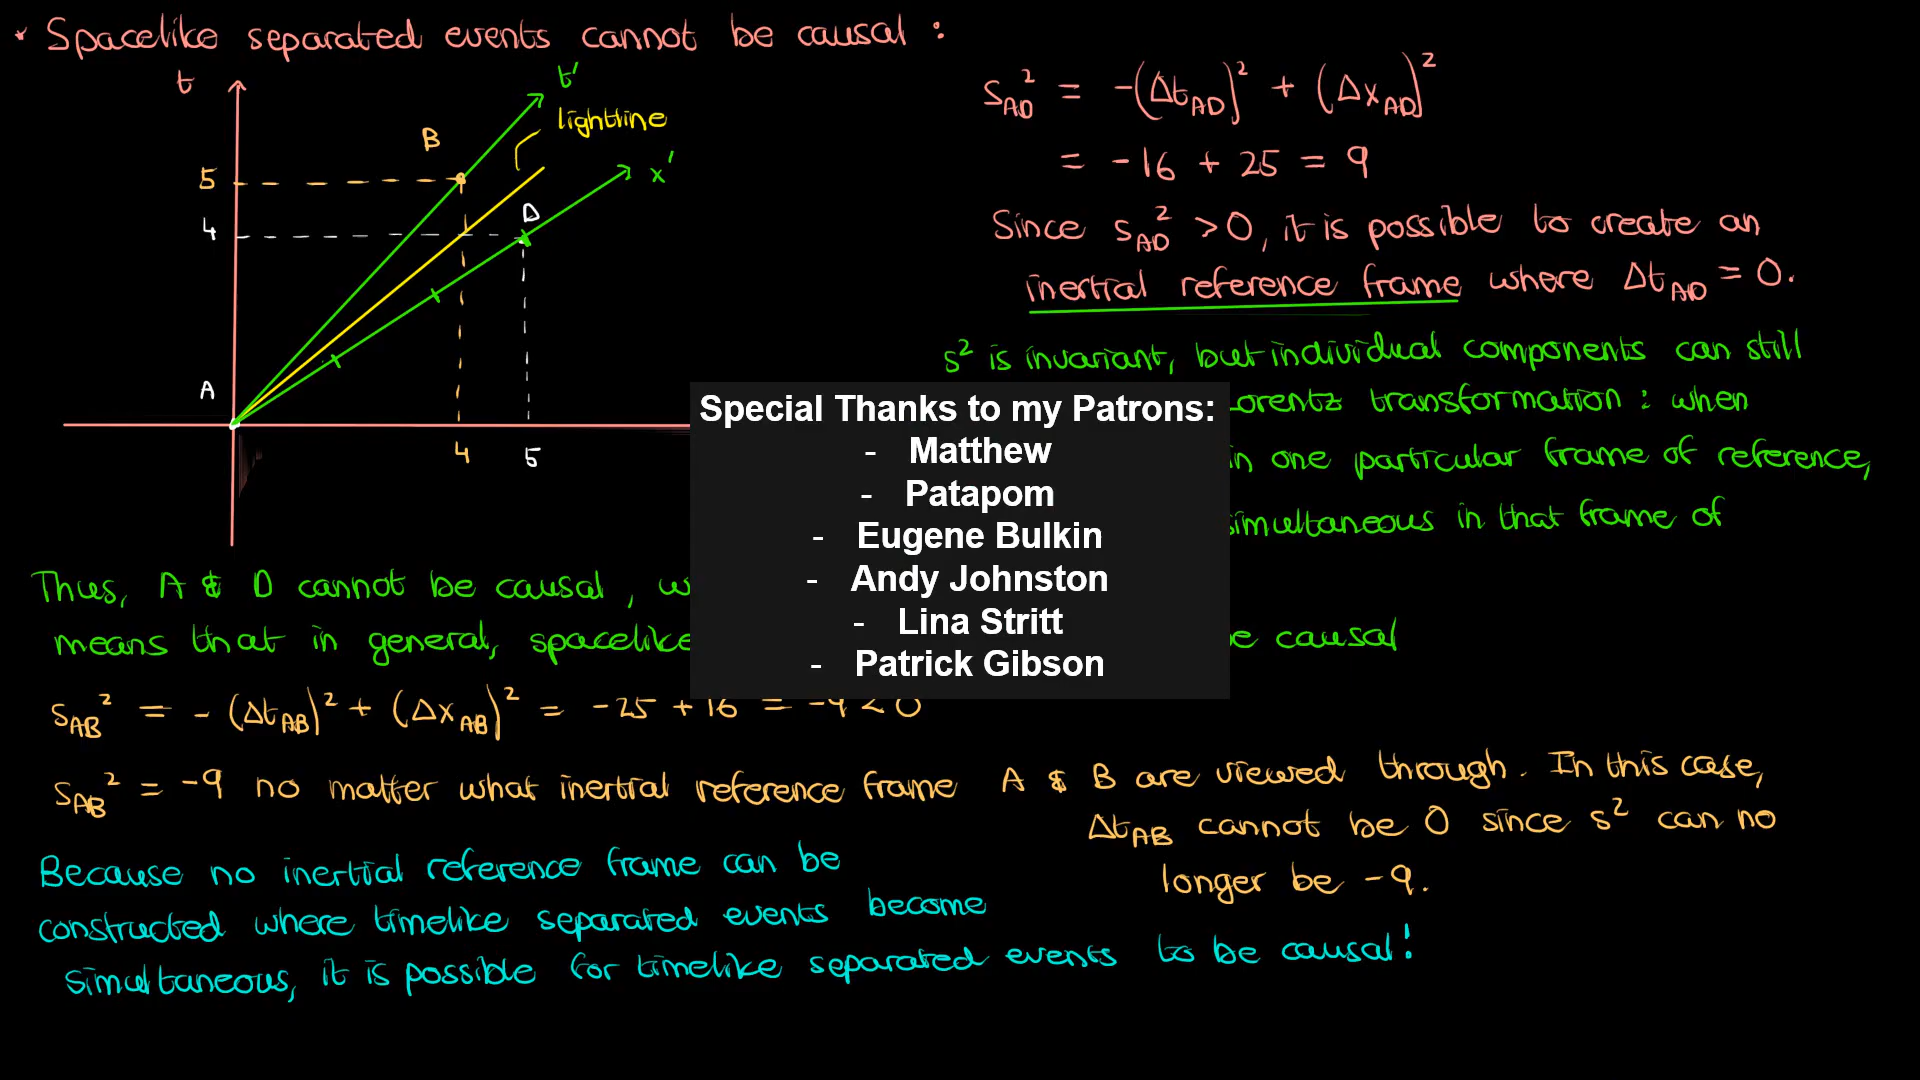 * Spacelike separated events cannot be causal :
t
t'
lightline
B
x'
5
D
4
A
4
5
s_AD² = -(Δt_AD)² + (Δx_AD)²
= -16 + 25 = 9
Since s_AD² > 0, it is possible to create an
inertial reference frame where Δt_AD = 0.
s² is invariant, but individual components can still
Lorentz transformation : when
in one particular frame of reference,
simultaneous in that frame of
Special Thanks to my Patrons:
- Matthew
- Patapom
- Eugene Bulkin
- Andy Johnston
- Lina Stritt
- Patrick Gibson
Thus, A & D cannot be causal, w
means that in general, spacelike
be causal
s_AB² = -(Δt_AB)² + (Δx_AB)² = -25 + 16 = -9 < 0
s_AB² = -9 no matter what inertial reference frame A & B are viewed through. In this case,
Δt_AB cannot be 0 since s² can no
longer be -9.
Because no inertial reference frame can be
constructed where timelike separated events become
simultaneous, it is possible for timelike separated events to be causal!